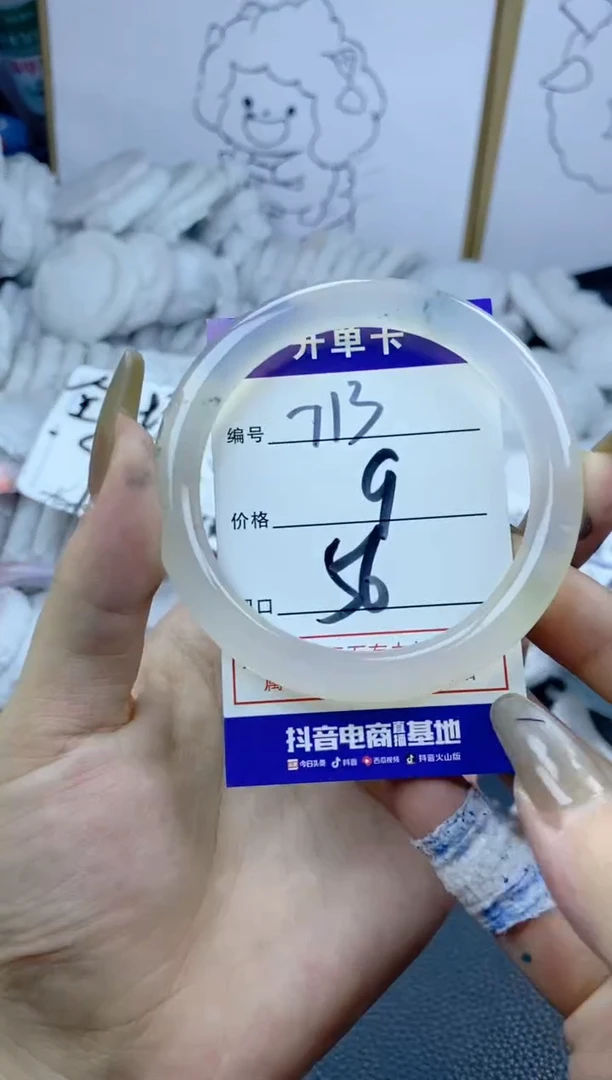 开单卡
编号 713
价格 9
口 56
抖音电商直播基地
今日头条 抖音 西瓜视频 抖音火山版